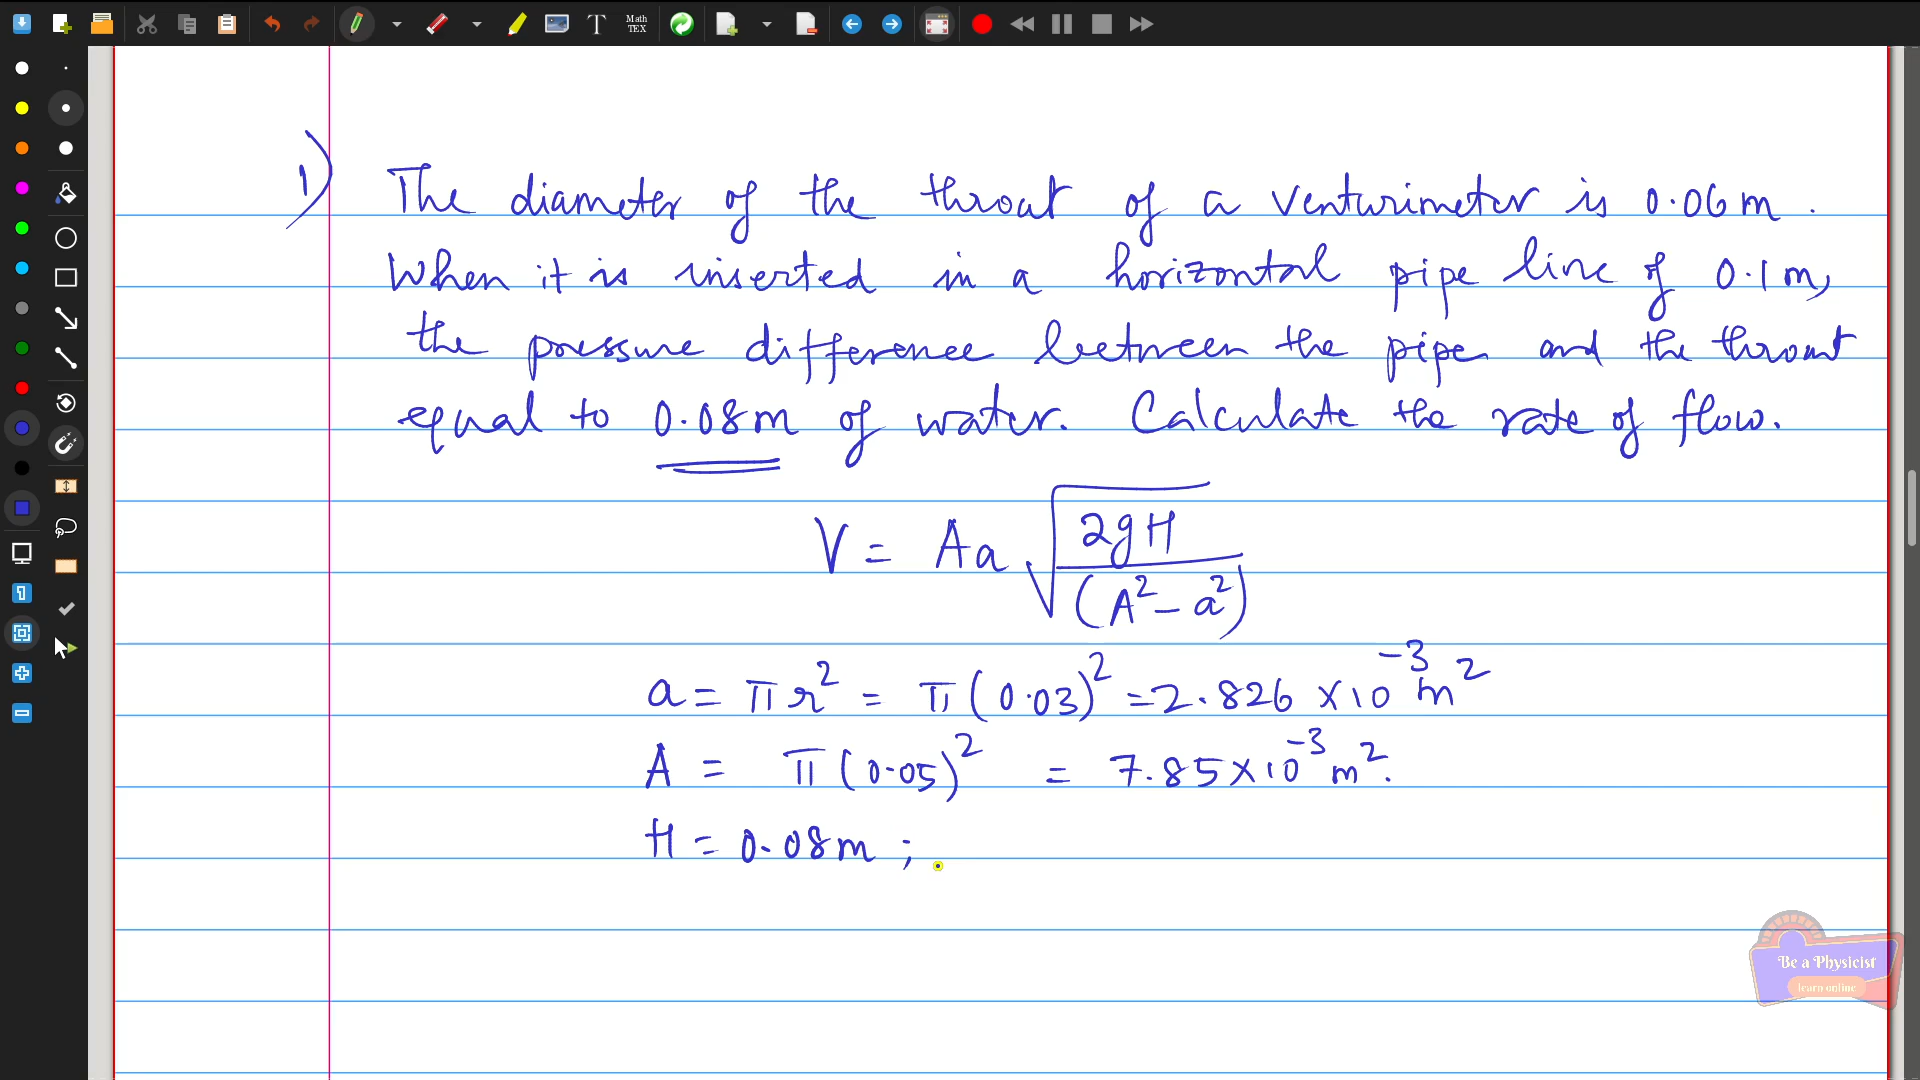 Math
TEX
1) The diameter of the throat of a venturimeter is 0.06 m.
When it is inserted in a horizontal pipe line of 0.1 m,
the pressure difference between the pipe and the throat
equal to 0.08m of water. Calculate the rate of flow.
V = Aa √(2gH / (A² - a²))
a = πr² = π(0.03)² = 2.826 × 10⁻³ m²
A = π(0.05)² = 7.85 × 10⁻³ m².
H = 0.08m ;
Be a Physicist
learn online